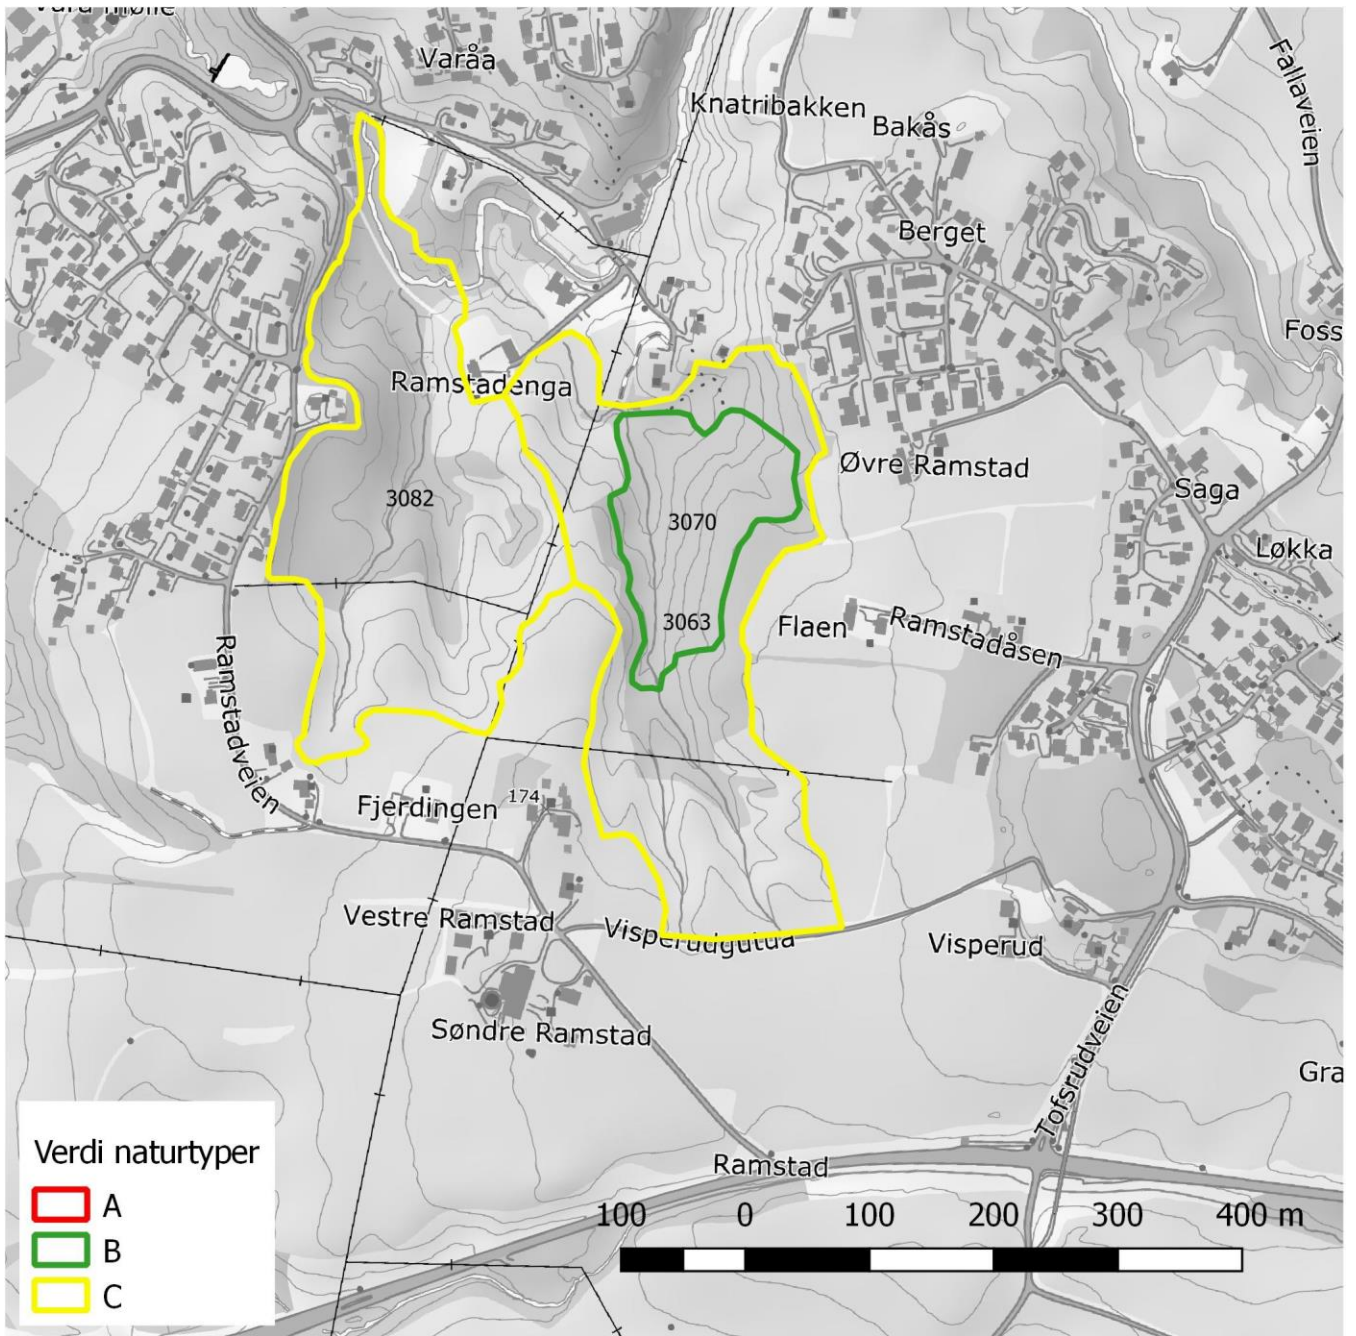 Varåa
Fallaveien
Knatribakken
Bakås
Berget
Foss
Ramstadenga
Øvre Ramstad
Saga
3082
3070
Løkka
3063
Flaen
Ramstadåsen
Ramstadveien
Fjerdingen
174
Vestre Ramstad
Visperudgutua
Visperud
Søndre Ramstad
Tofsrudveien
Gra
Ramstad
Verdi naturtyper
A
B
C
100 0 100 200 300 400 m